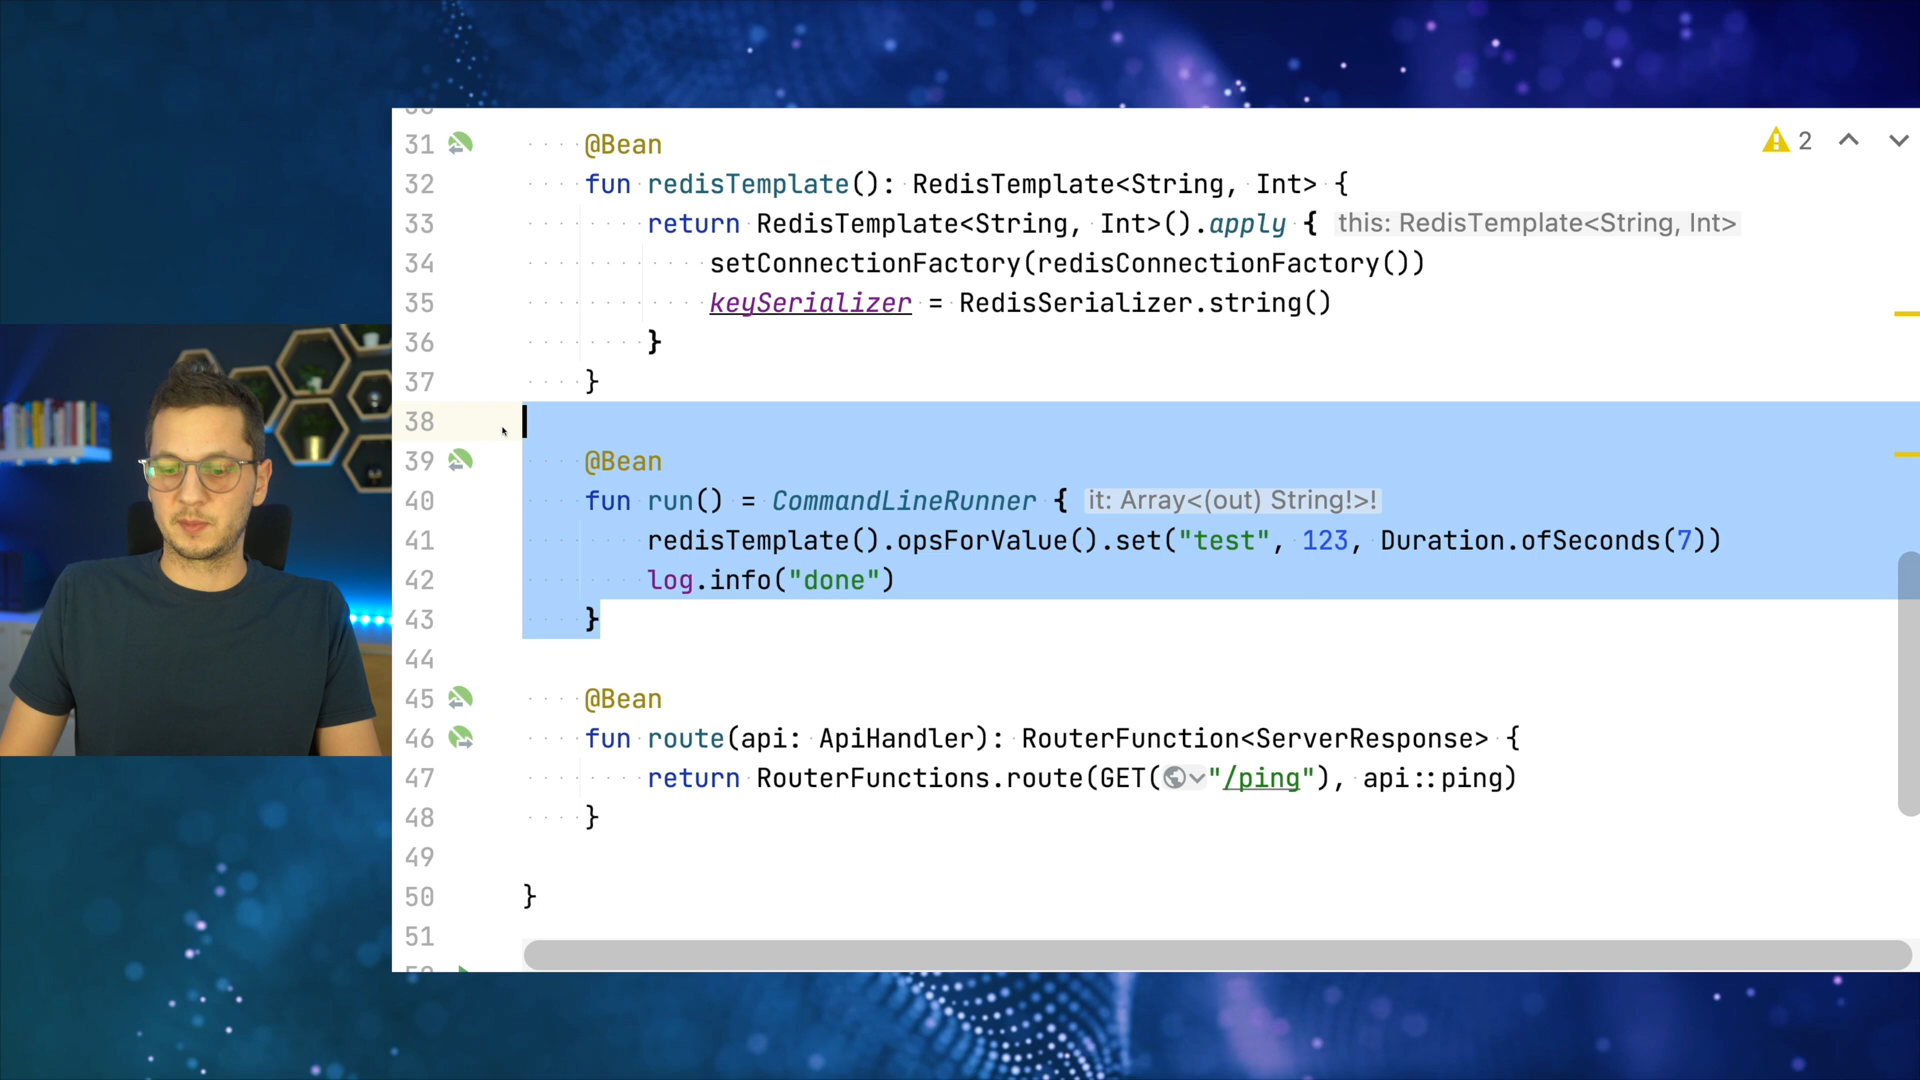 31 @Bean
2
32 fun redisTemplate(): RedisTemplate<String, Int> {
33 return RedisTemplate<String, Int>().apply { this: RedisTemplate<String, Int>
34 setConnectionFactory(redisConnectionFactory())
35 keySerializer = RedisSerializer.string()
36 }
37 }
38
39 @Bean
40 fun run() = CommandLineRunner { it: Array<(out) String!>!
41 redisTemplate().opsForValue().set("test", 123, Duration.ofSeconds(7))
42 log.info("done")
43 }
44
45 @Bean
46 fun route(api: ApiHandler): RouterFunction<ServerResponse> {
47 return RouterFunctions.route(GET("/ping"), api::ping)
48 }
49
50 }
51